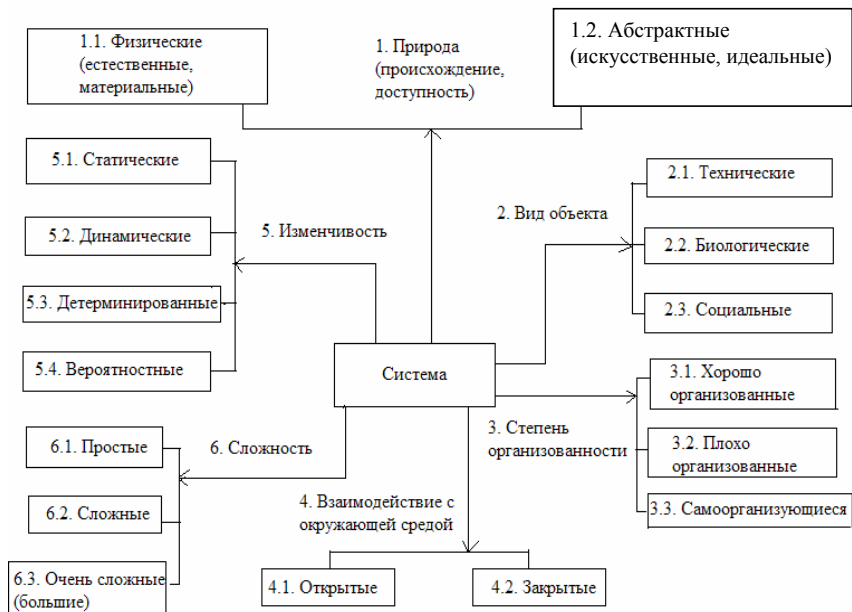 1.1. Физические
(естественные,
материальные)
1. Природа
(происхождение,
доступность)
1.2. Абстрактные
(искусственные, идеальные)
5.1. Статические
5.2. Динамические
5.3. Детерминированные
5.4. Вероятностные
5. Изменчивость
2. Вид объекта
2.1. Технические
2.2. Биологические
2.3. Социальные
Система
3.1. Хорошо
организованные
3. Степень
организованности
3.2. Плохо
организованные
3.3. Самоорганизующиеся
6.1. Простые
6. Сложность
6.2. Сложные
6.3. Очень сложные
(большие)
4. Взаимодействие с
окружающей средой
4.1. Открытые
4.2. Закрытые